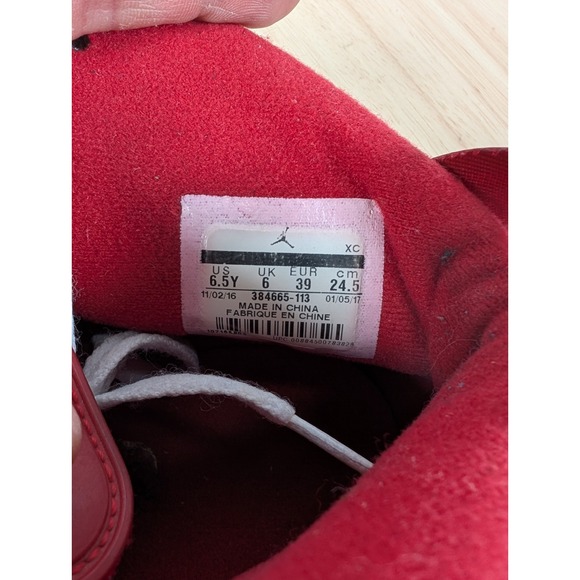 XC
US UK EUR cm
6.5Y 6 39 24.5
11/02/16 384665-113 01/05/17
MADE IN CHINA
FABRIQUE EN CHINE